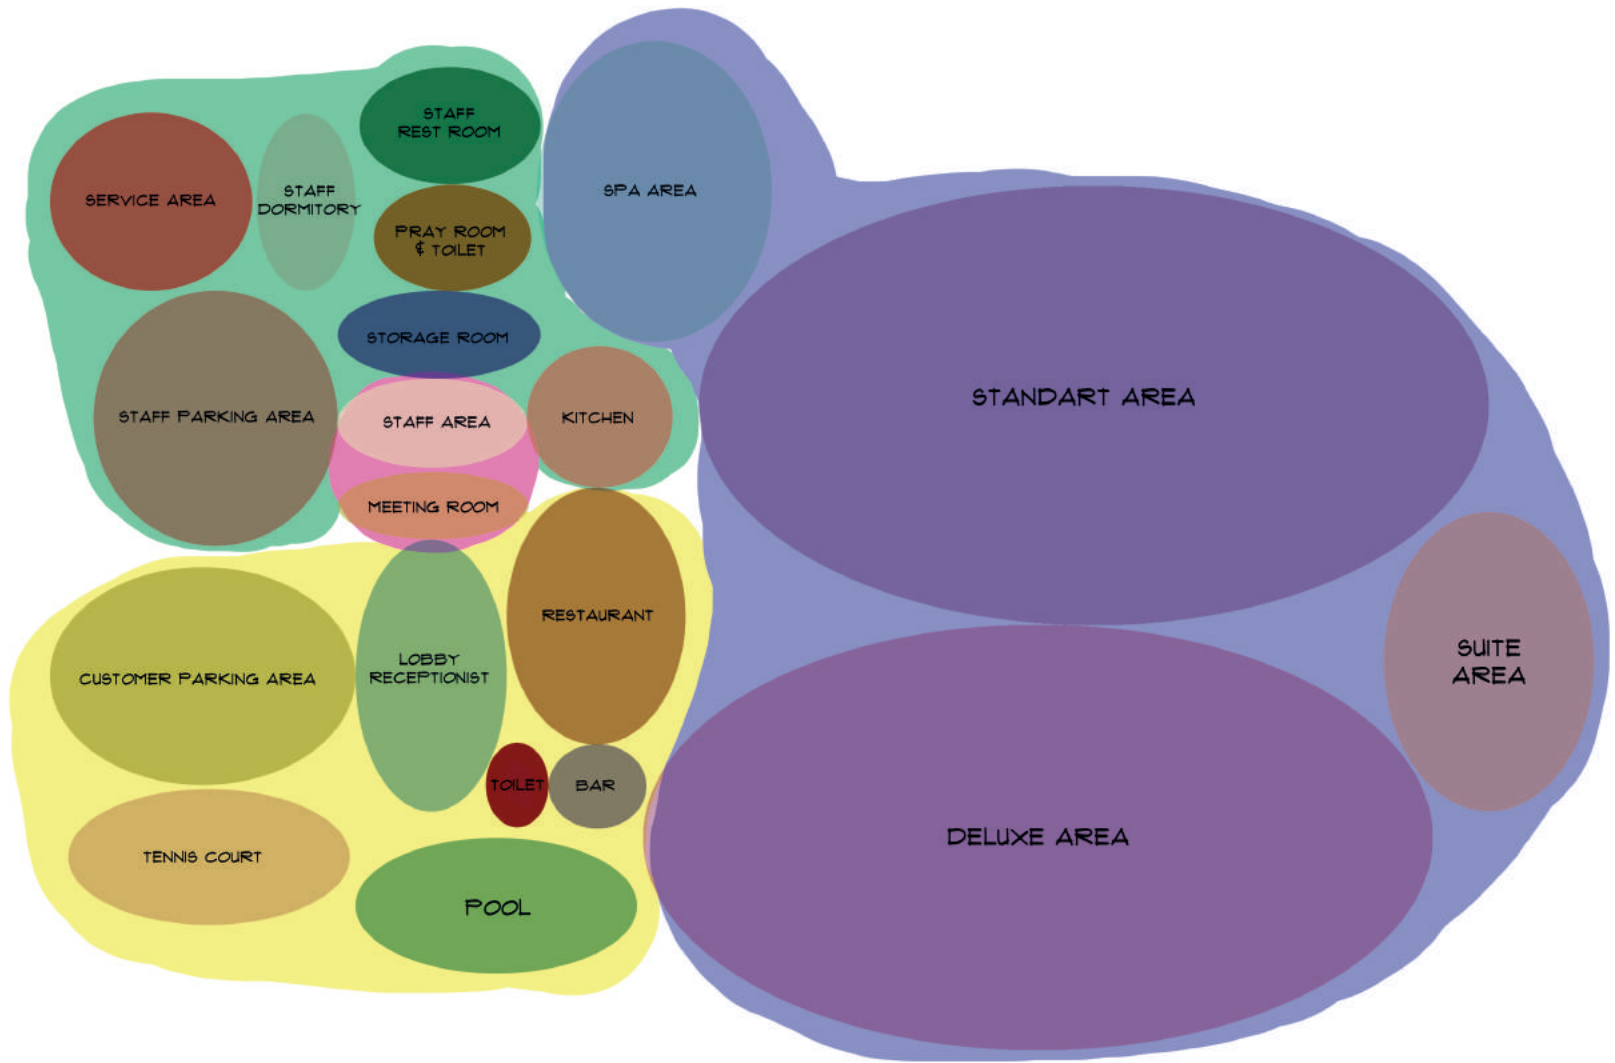 STAFF
REST ROOM
SERVICE AREA
STAFF
DORMITORY
SPA AREA
PRAY ROOM
& TOILET
STORAGE ROOM
STANDART AREA
STAFF PARKING AREA
STAFF AREA
KITCHEN
MEETING ROOM
RESTAURANT
SUITE
AREA
CUSTOMER PARKING AREA
LOBBY
RECEPTIONIST
TOILET
BAR
DELUXE AREA
TENNIS COURT
POOL